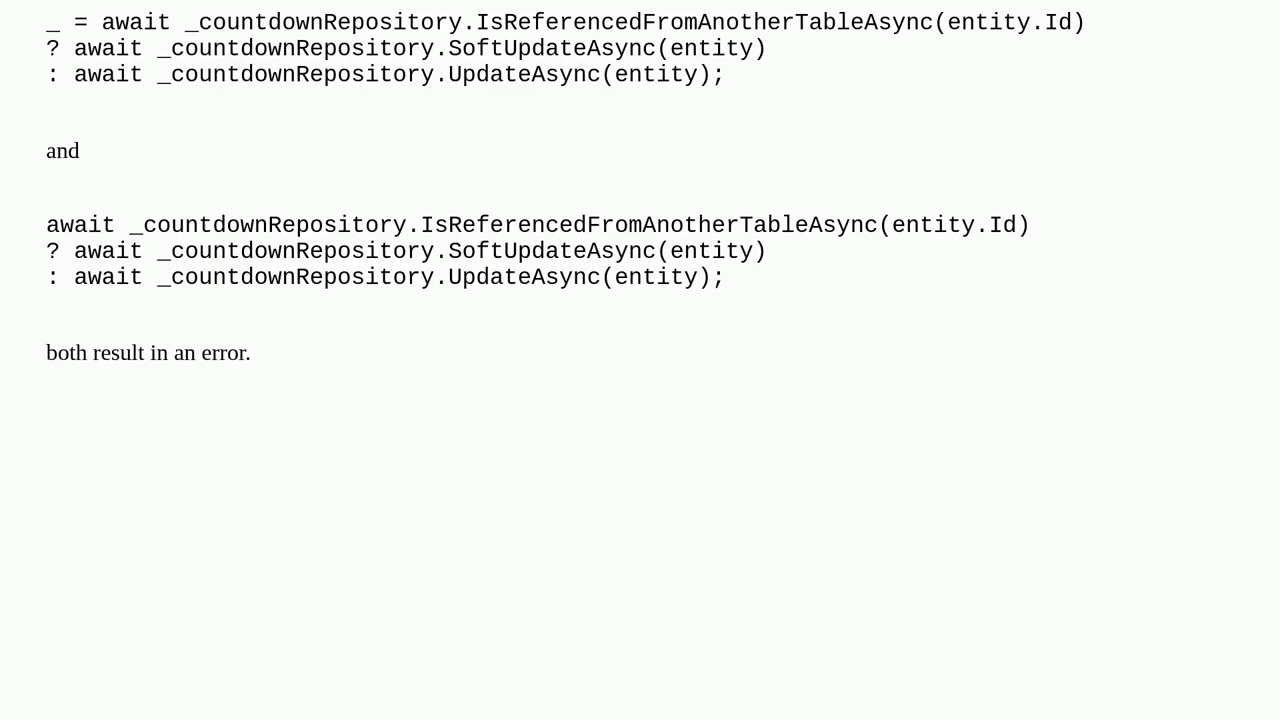 _ = await _countdownRepository.IsReferencedFromAnotherTableAsync(entity.Id)
? await _countdownRepository.SoftUpdateAsync(entity)
: await _countdownRepository.UpdateAsync(entity);
and
await _countdownRepository.IsReferencedFromAnotherTableAsync(entity.Id)
? await _countdownRepository.SoftUpdateAsync(entity)
: await _countdownRepository.UpdateAsync(entity);
both result in an error.